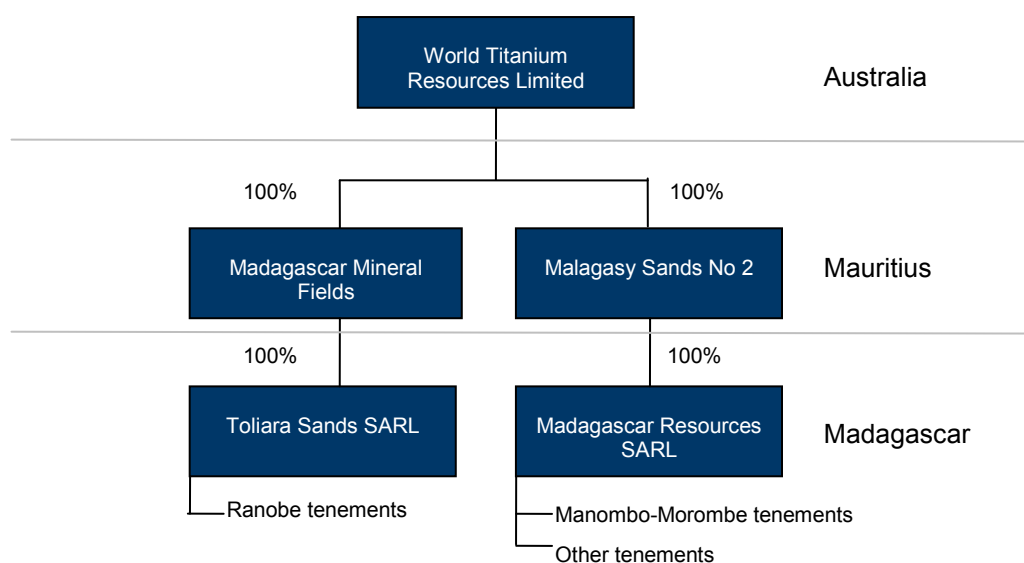 World Titanium
Resources Limited
Australia
100%
100%
Madagascar Mineral
Fields
Malagasy Sands No 2
Mauritius
100%
100%
Toliara Sands SARL
Madagascar Resources
SARL
Madagascar
Ranobe tenements
Manombo-Morombe tenements
Other tenements